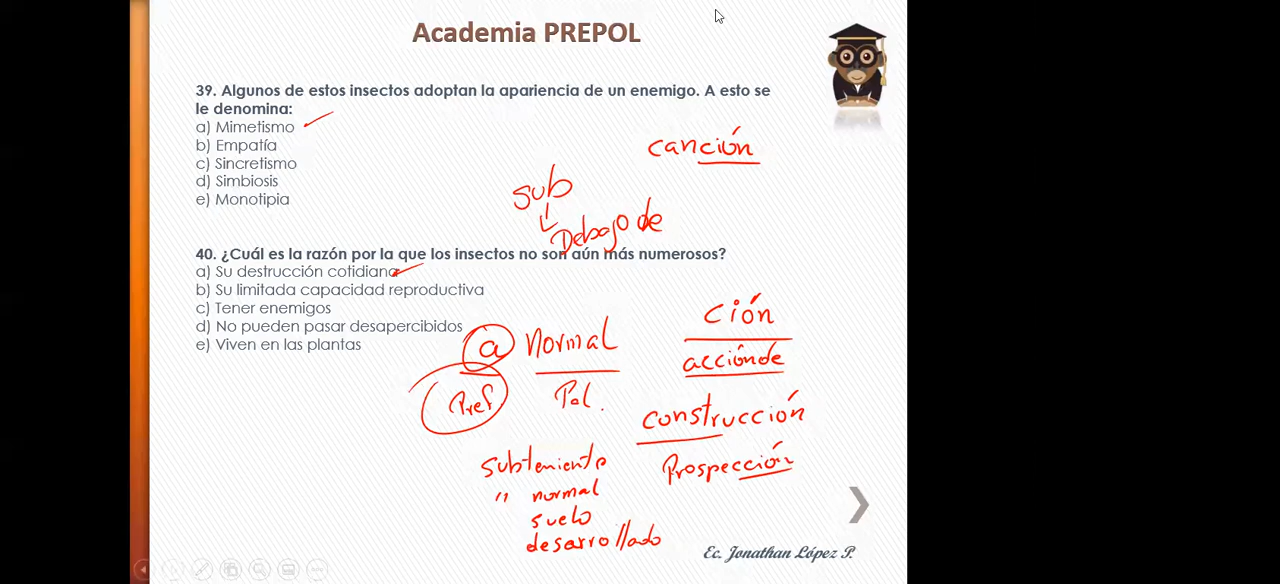 Academia PREPOL
39. Algunos de estos insectos adoptan la apariencia de un enemigo. A esto se
le denomina:
a) Mimetismo
b) Empatía
c) Sincretismo
d) Simbiosis
e) Monotipia
canción
sub
Debajo de
40. ¿Cuál es la razón por la que los insectos no son aún más numerosos?
a) Su destrucción cotidiana
b) Su limitada capacidad reproductiva
c) Tener enemigos
d) No pueden pasar desapercibidos
e) Viven en las plantas
a normal
Pref Pal.
ción
acciónde
construcción
Prospección
subteniente
" normal
suelo
desarrollado
Ec. Jonathan López P.